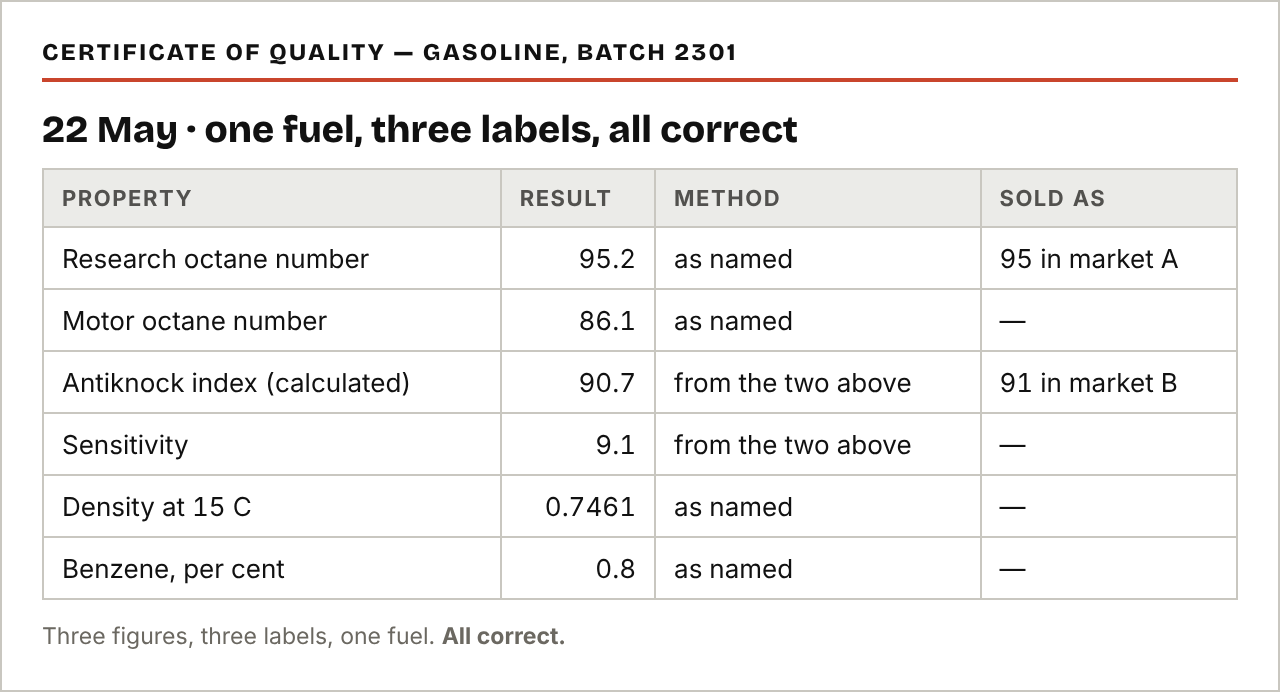 CERTIFICATE OF QUALITY — GASOLINE, BATCH 2301
22 May · one fuel, three labels, all correct
PROPERTY RESULT METHOD SOLD AS
Research octane number 95.2 as named 95 in market A
Motor octane number 86.1 as named —
Antiknock index (calculated) 90.7 from the two above 91 in market B
Sensitivity 9.1 from the two above —
Density at 15 C 0.7461 as named —
Benzene, per cent 0.8 as named —
Three figures, three labels, one fuel. All correct.